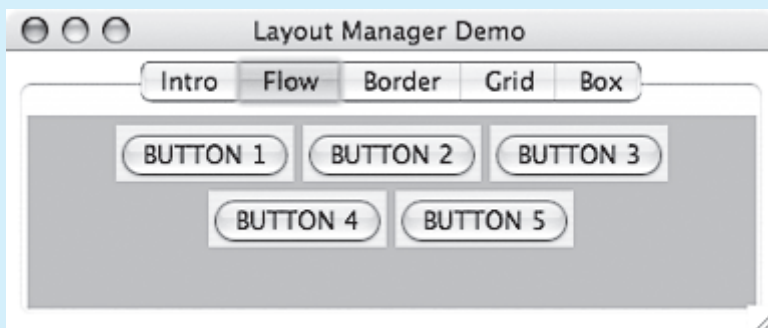 Layout Manager Demo
Intro Flow Border Grid Box
BUTTON 1 BUTTON 2 BUTTON 3
BUTTON 4 BUTTON 5